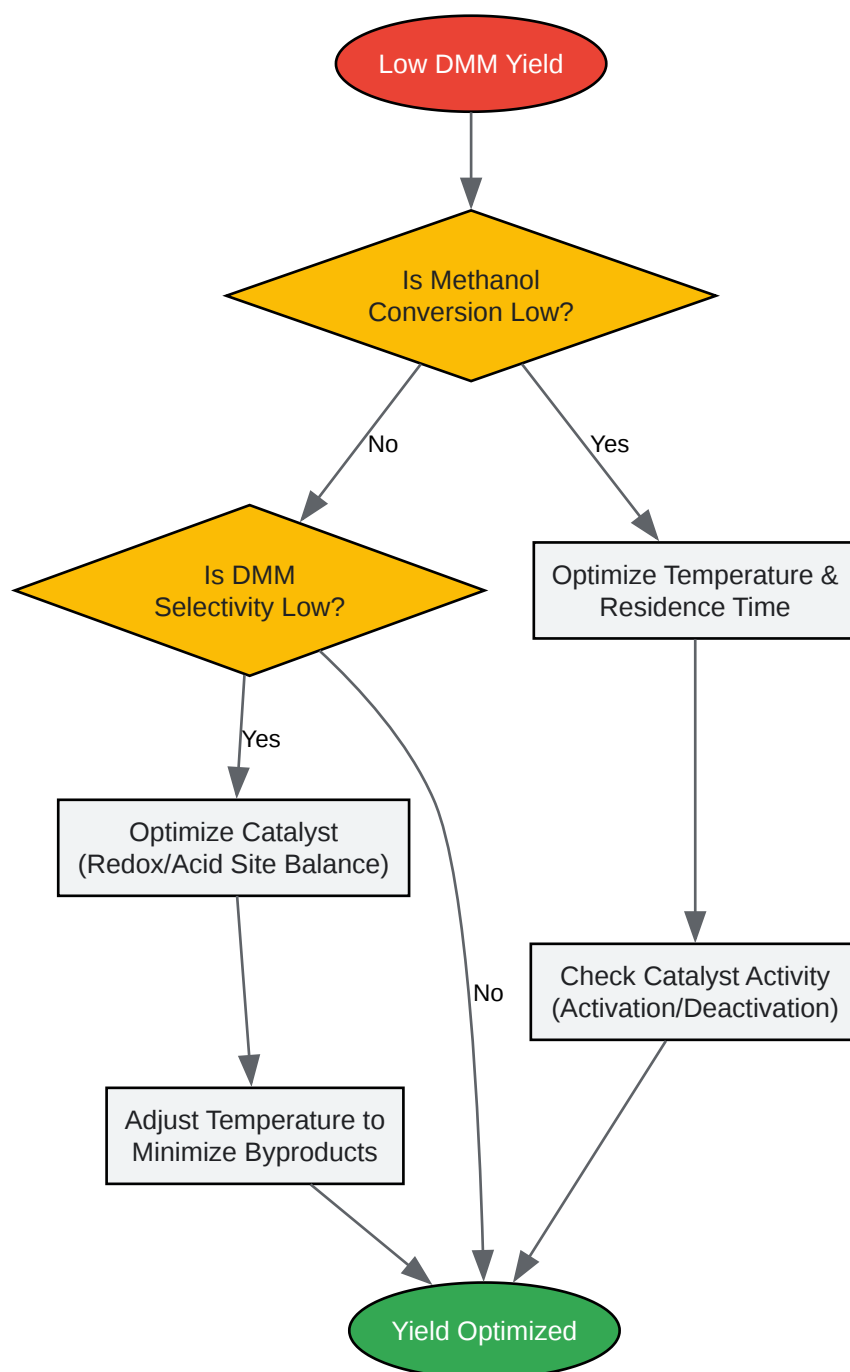 Low DMM Yield
Is Methanol
Conversion Low?
No
Yes
Is DMM
Selectivity Low?
Optimize Temperature &
Residence Time
Yes
Optimize Catalyst
(Redox/Acid Site Balance)
No
Check Catalyst Activity
(Activation/Deactivation)
Adjust Temperature to
Minimize Byproducts
Yield Optimized